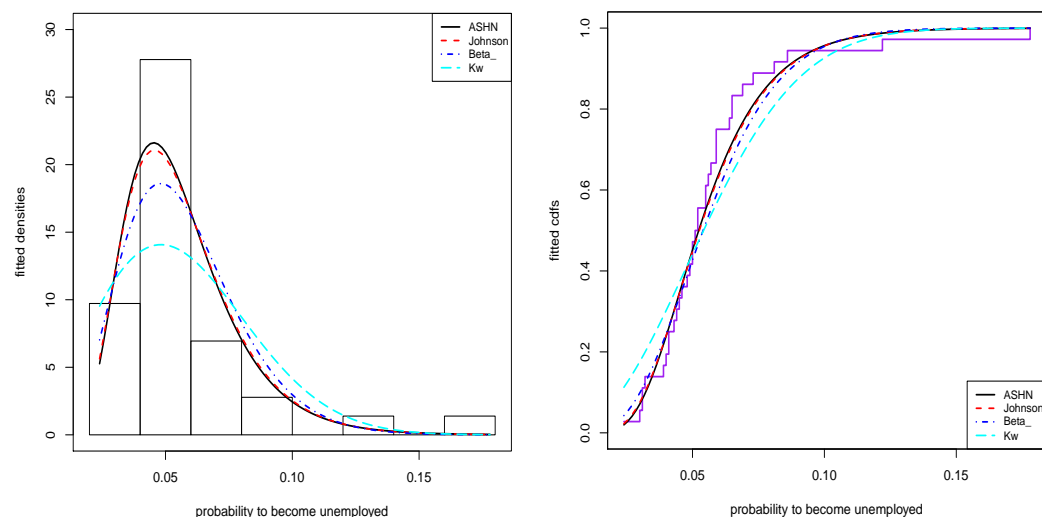 fitted densities
30
25
20
15
10
5
0
0.05
0.10
0.15
probability to become unemployed
ASHN
Johnson
Beta_
Kw
fitted cdfs
1.0
0.8
0.6
0.4
0.2
0.0
0.05
0.10
0.15
probability to become unemployed
ASHN
Johnson
Beta_
Kw